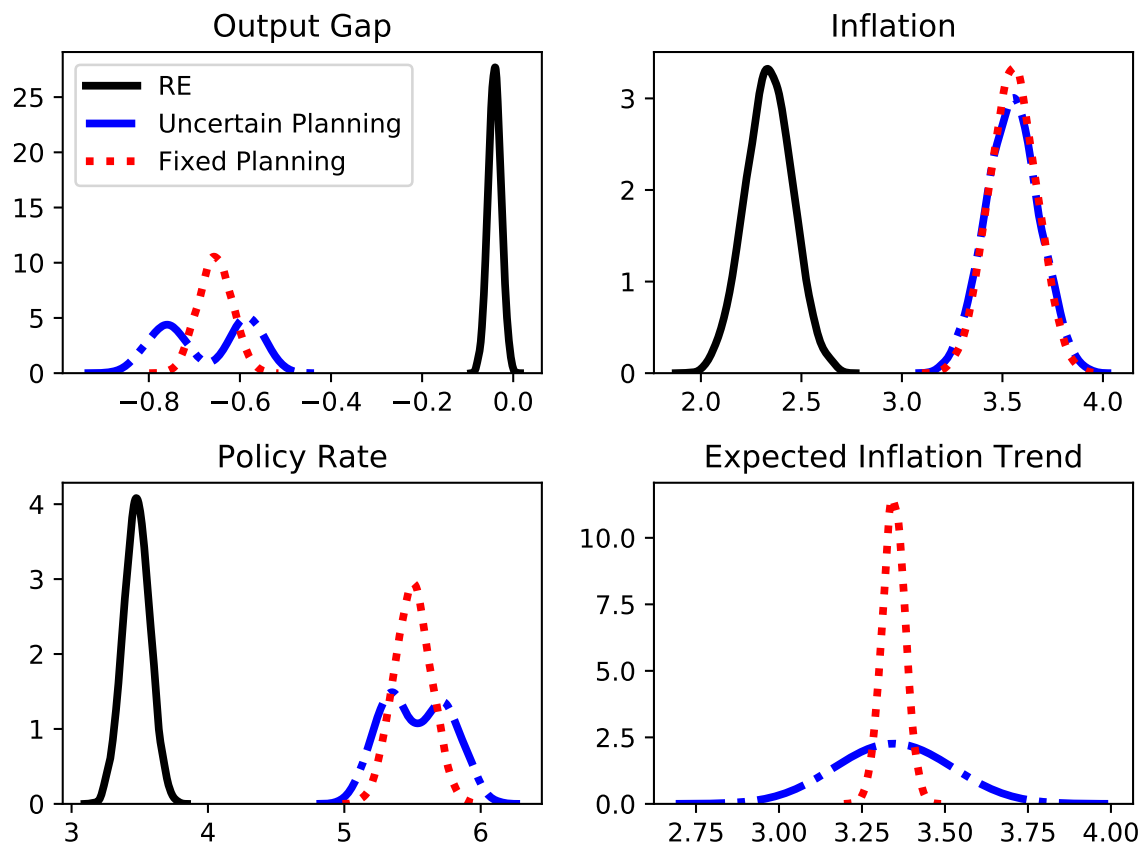 Output Gap
Inflation
25
20
15
10
5
0
RE
Uncertain Planning
Fixed Planning
−0.8 −0.6 −0.4 −0.2 0.0
3
2
1
0
2.0 2.5 3.0 3.5 4.0
Policy Rate
Expected Inflation Trend
4
3
2
1
0
3 4 5 6
10.0
7.5
5.0
2.5
0.0
2.75 3.00 3.25 3.50 3.75 4.00